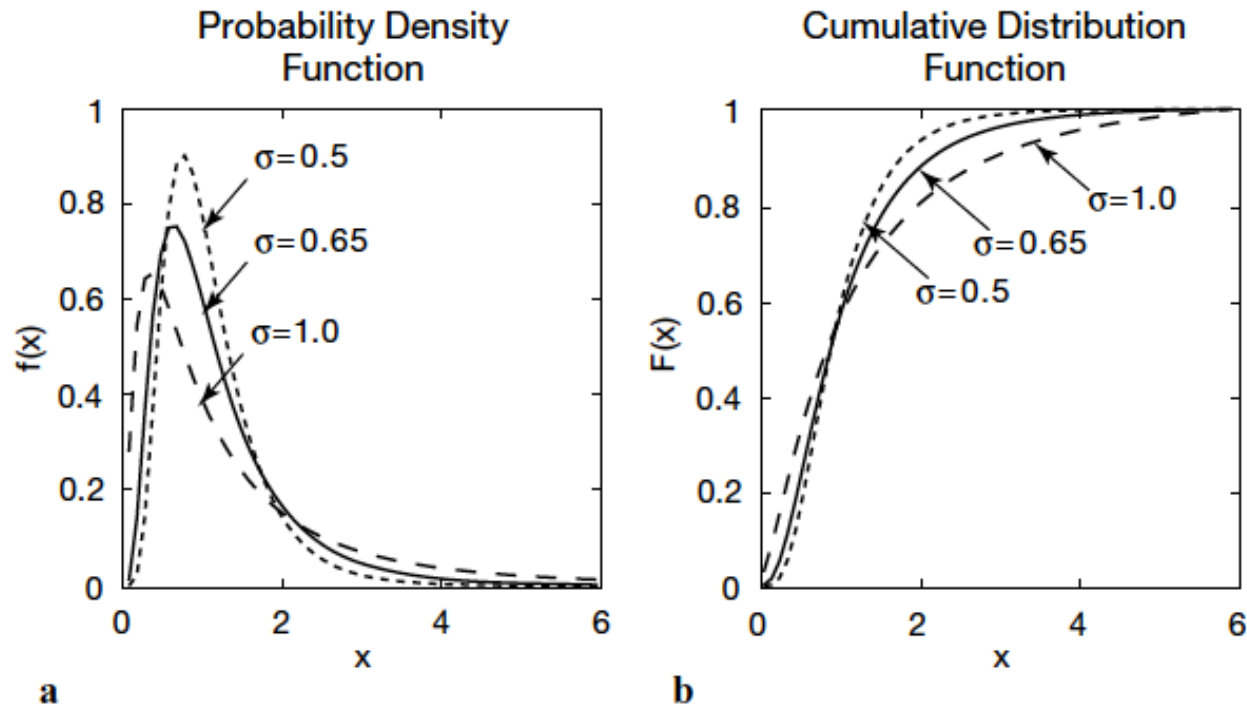 Probability Density
Function
1
0.8
0.6
0.4
0.2
0
0
2
4
6
f(x)
x
σ=0.5
σ=0.65
σ=1.0
a
Cumulative Distribution
Function
1
0.8
0.6
0.4
0.2
0
0
2
4
6
F(x)
x
σ=1.0
σ=0.65
σ=0.5
b